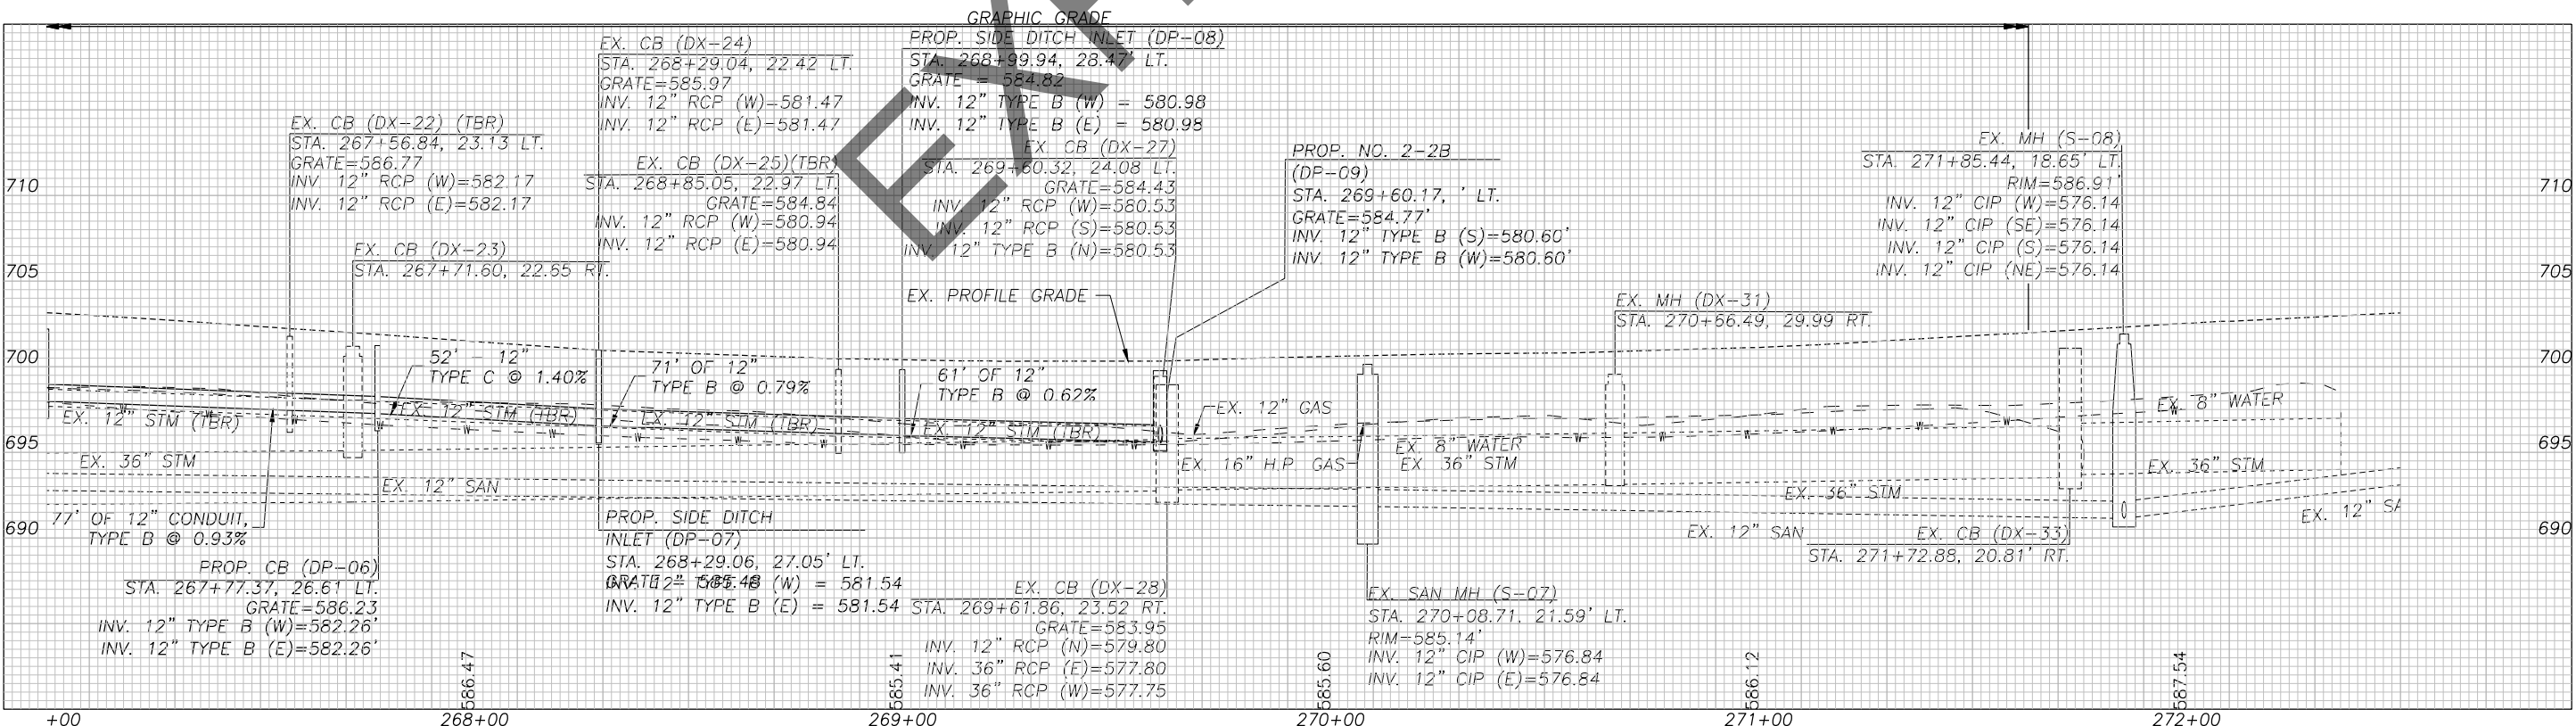 GRAPHIC GRADE
EX. CB (DX-24)
STA. 268+29.04, 22.42 LT.
GRATE=585.97
INV. 12" RCP (W)=581.47
INV. 12" RCP (E)=581.47
PROP. SIDE DITCH INLET (DP-08)
STA. 268+99.94, 28.47' LT.
GRATE = 584.82
INV. 12" TYPE B (W) = 580.98
INV. 12" TYPE B (E) = 580.98
EX. CB (DX-22) (TBR)
STA. 267+56.84, 23.13 LT.
GRATE=586.77
INV. 12" RCP (W)=582.17
INV. 12" RCP (E)=582.17
EX. CB (DX-25)(TBR)
STA. 268+85.05, 22.97 LT.
GRATE=584.84
INV. 12" RCP (W)=580.94
INV. 12" RCP (E)=580.94
EX. CB (DX-27)
STA. 269+60.32, 24.08 LT.
GRATE=584.43
INV. 12" RCP (W)=580.53
INV. 12" RCP (S)=580.53
INV. 12" TYPE B (N)=580.53
PROP. NO. 2-2B
(DP-09)
STA. 269+60.17, ' LT.
GRATE=584.77'
INV. 12" TYPE B (S)=580.60'
INV. 12" TYPE B (W)=580.60'
EX. MH (S-08)
STA. 271+85.44, 18.65' LT.
RIM=586.91'
INV. 12" CIP (W)=576.14
INV. 12" CIP (SE)=576.14
INV. 12" CIP (S)=576.14
INV. 12" CIP (NE)=576.14
710
710
EX. CB (DX-23)
STA. 267+71.60, 22.65 RT.
705
705
EX. PROFILE GRADE
EX. MH (DX-31)
STA. 270+66.49, 29.99 RT.
700
700
52' - 12"
TYPE C @ 1.40%
71' OF 12"
TYPE B @ 0.79%
61' OF 12"
TYPE B @ 0.62%
EX. 12" STM (TBR)
EX. 12" STM (TBR)
EX. 12" STM (TBR)
EX. 12" STM (TBR)
EX. 12" GAS
EX. 8" WATER
695
695
EX. 8" WATER
EX. 36" STM
EX. 16" H.P. GAS
EX. 36" STM
EX. 36" STM
EX. 12" SAN
EX. 36" STM
77' OF 12" CONDUIT,
TYPE B @ 0.93%
690
690
EX. 12" SA
EX. 12" SAN
EX. CB (DX-33)
STA. 271+72.88, 20.81' RT.
PROP. CB (DP-06)
STA. 267+77.37, 26.61 LT.
GRATE=586.23
INV. 12" TYPE B (W)=582.26'
INV. 12" TYPE B (E)=582.26'
PROP. SIDE DITCH
INLET (DP-07)
STA. 268+29.06, 27.05' LT.
GRATE = 585.48
INV. 12" TYPE B (W) = 581.54
INV. 12" TYPE B (E) = 581.54
EX. CB (DX-28)
STA. 269+61.86, 23.52 RT.
GRATE=583.95
INV. 12" RCP (N)=579.80
INV. 36" RCP (E)=577.80
INV. 36" RCP (W)=577.75
EX. SAN MH (S-07)
STA. 270+08.71, 21.59' LT.
RIM=585.14'
INV. 12" CIP (W)=576.84
INV. 12" CIP (E)=576.84
586.47
585.41
585.60
586.12
587.54
+00
268+00
269+00
270+00
271+00
272+00